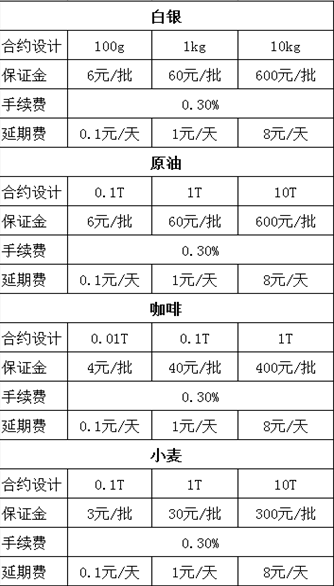 白银
合约设计 100g 1kg 10kg
保证金 6元/批 60元/批 600元/批
手续费 0.30%
延期费 0.1元/天 1元/天 8元/天
原油
合约设计 0.1T 1T 10T
保证金 6元/批 60元/批 600元/批
手续费 0.30%
延期费 0.1元/天 1元/天 8元/天
咖啡
合约设计 0.01T 0.1T 1T
保证金 4元/批 40元/批 400元/批
手续费 0.30%
延期费 0.1元/天 1元/天 8元/天
小麦
合约设计 0.1T 1T 10T
保证金 3元/批 30元/批 300元/批
手续费 0.30%
延期费 0.1元/天 1元/天 8元/天